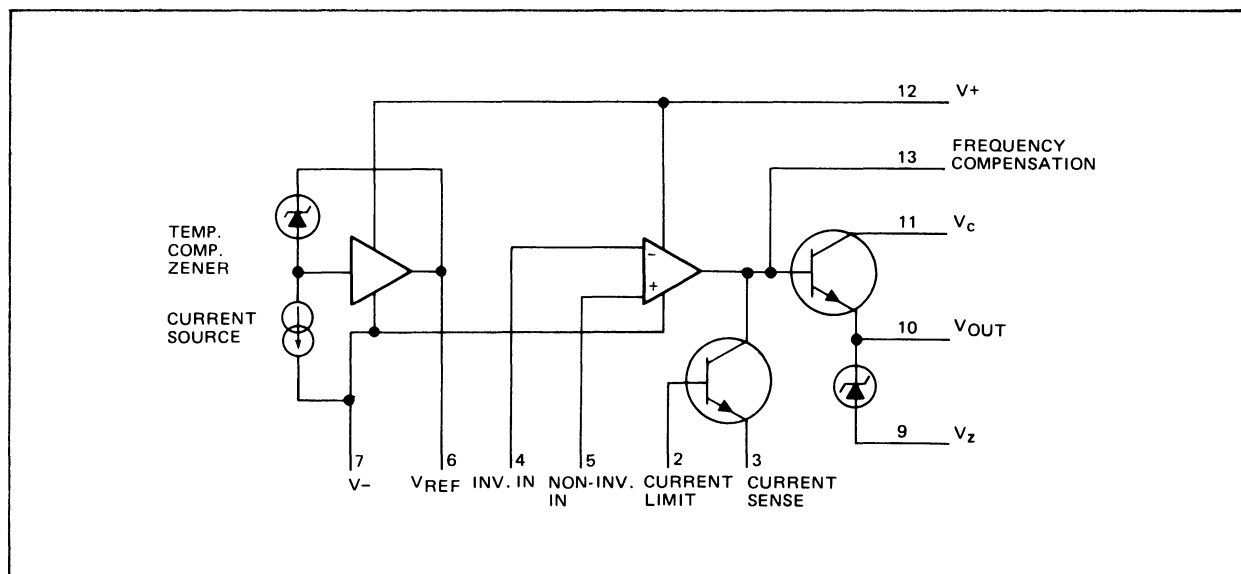 12 V+
13 FREQUENCY
COMPENSATION
11 Vc
TEMP.
COMP.
ZENER
−
+
CURRENT
SOURCE
10 VOUT
9 Vz
7 6 4 5 2 3
V− VREF INV. IN NON-INV. IN CURRENT LIMIT CURRENT SENSE